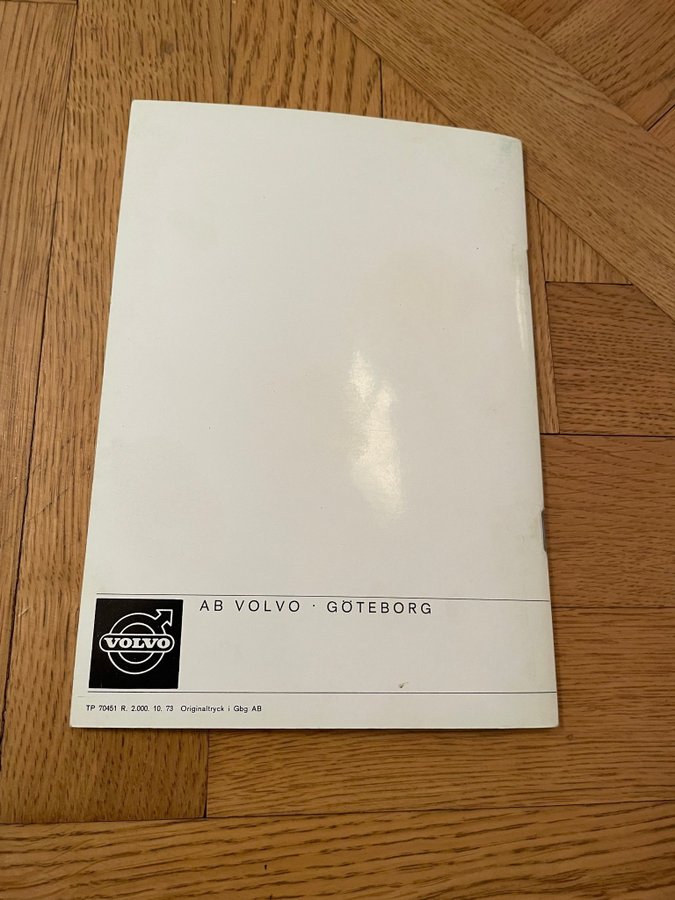 AB VOLVO · GÖTEBORG
VOLVO
TP 70451 R. 2.000. 10. 73 Originaltryck i Gbg AB